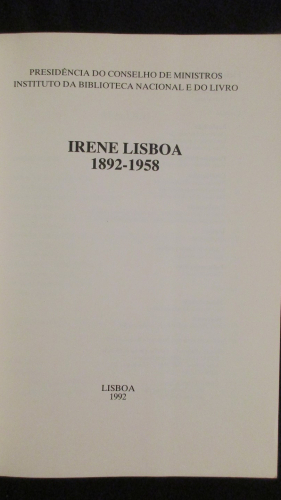 PRESIDÊNCIA DO CONSELHO DE MINISTROS
INSTITUTO DA BIBLIOTECA NACIONAL E DO LIVRO
IRENE LISBOA
1892-1958
LISBOA
1992